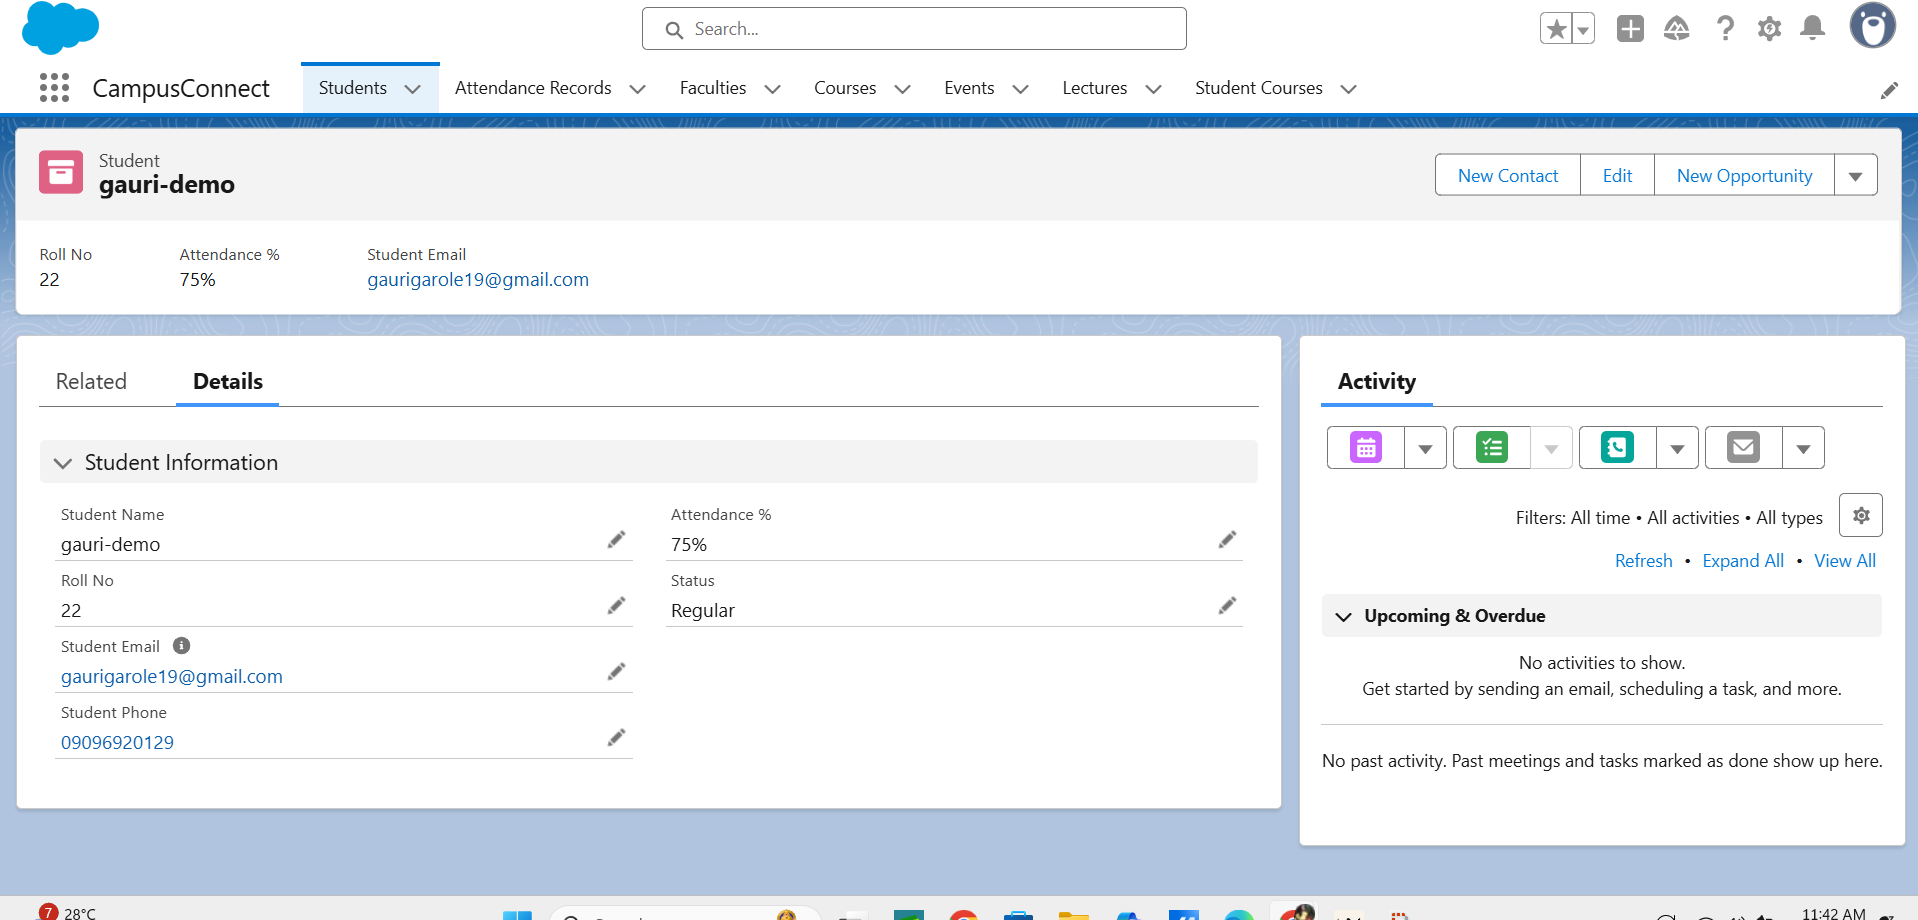 Search...
CampusConnect
Students
Attendance Records
Faculties
Courses
Events
Lectures
Student Courses
Student
gauri-demo
New Contact
Edit
New Opportunity
Roll No
22
Attendance %
75%
Student Email
gaurigarole19@gmail.com
Related
Details
Student Information
Student Name
gauri-demo
Attendance %
75%
Roll No
22
Status
Regular
Student Email
gaurigarole19@gmail.com
Student Phone
09096920129
Activity
Filters: All time • All activities • All types
Refresh • Expand All • View All
Upcoming & Overdue
No activities to show.
Get started by sending an email, scheduling a task, and more.
No past activity. Past meetings and tasks marked as done show up here.
7
28°C
11:42 AM